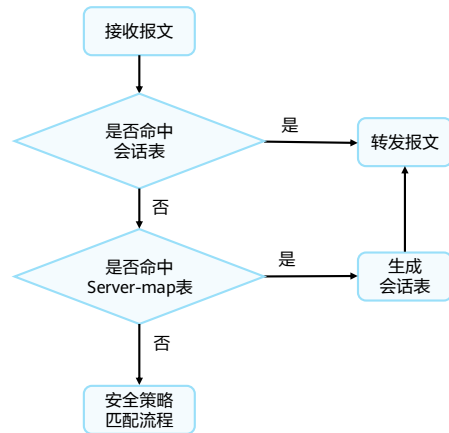 接收报文
是否命中
会话表
是
转发报文
否
是否命中
Server-map表
是
生成
会话表
否
安全策略
匹配流程